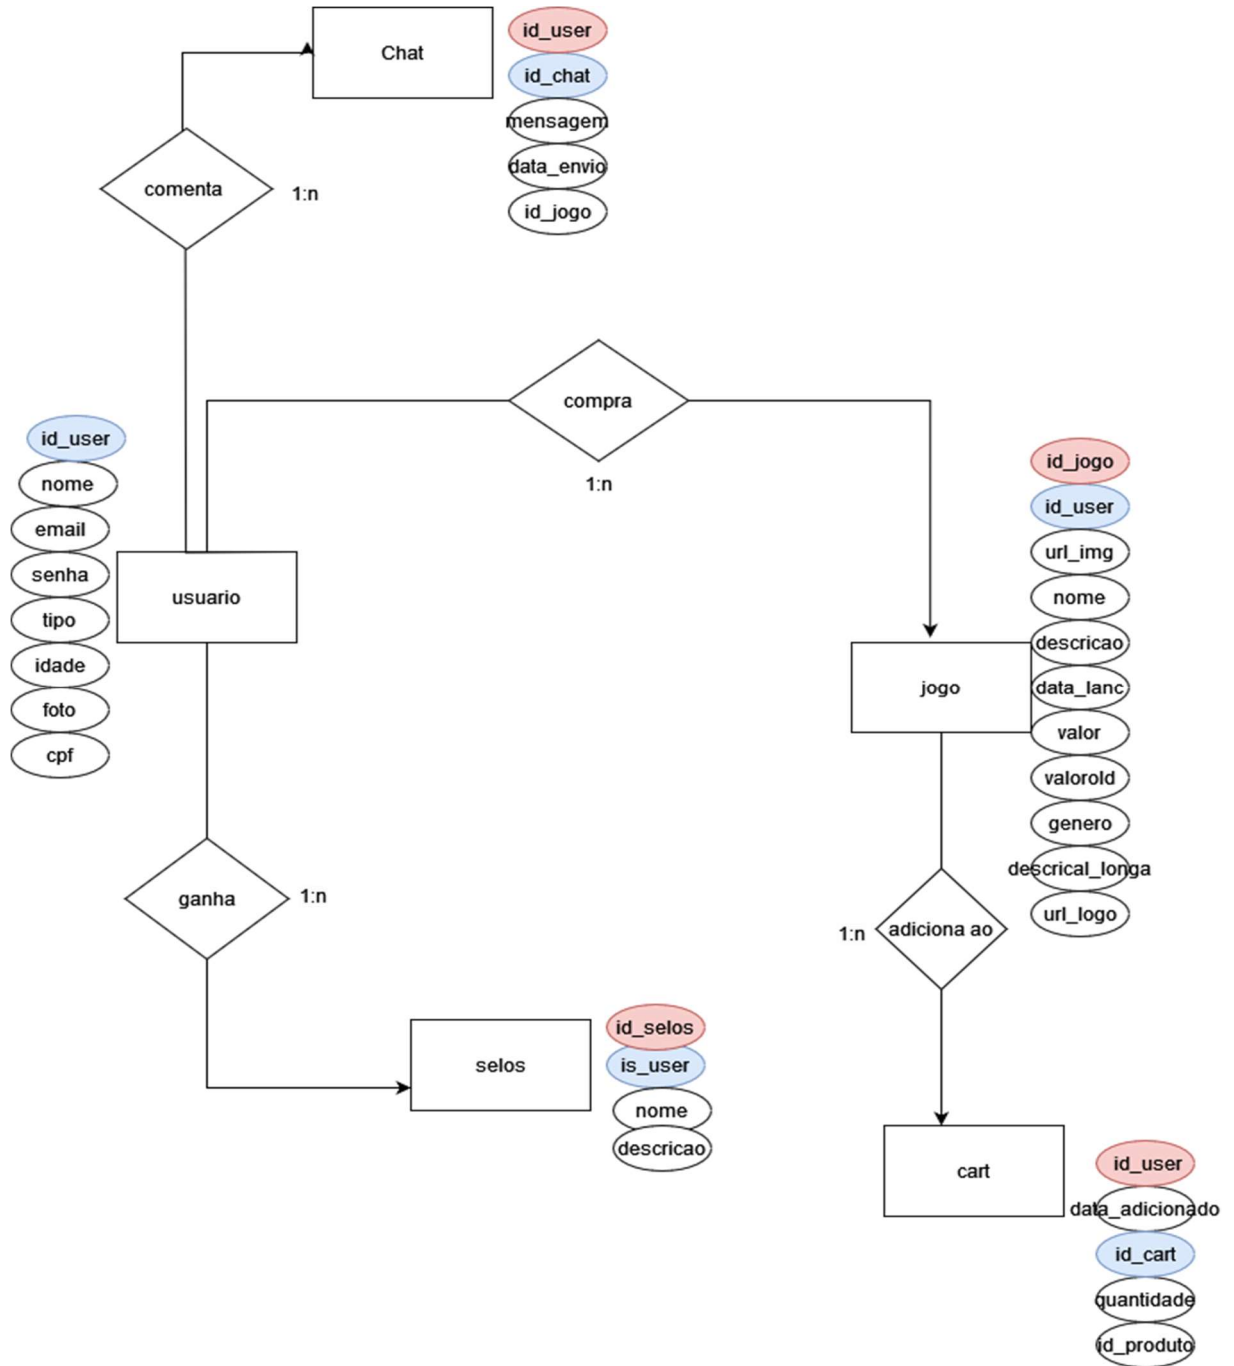 Chat
id_user
id_chat
mensagem
data_envio
id_jogo
comenta
1:n
compra
1:n
id_user
nome
email
senha
tipo
idade
foto
cpf
usuario
id_jogo
id_user
url_img
nome
descricao
data_lanc
valor
valorold
genero
descrical_longa
url_logo
jogo
ganha
1:n
1:n
adiciona ao
selos
id_selos
is_user
nome
descricao
cart
id_user
data_adicionado
id_cart
quantidade
id_produto